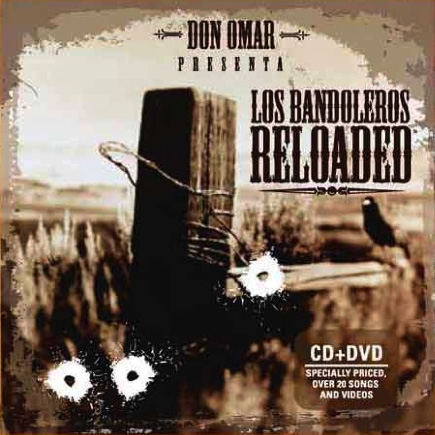 DON OMAR
PRESENTA
LOS BANDOLEROS
RELOADED
CD+DVD
SPECIALLY PRICED,
OVER 20 SONGS
AND VIDEOS